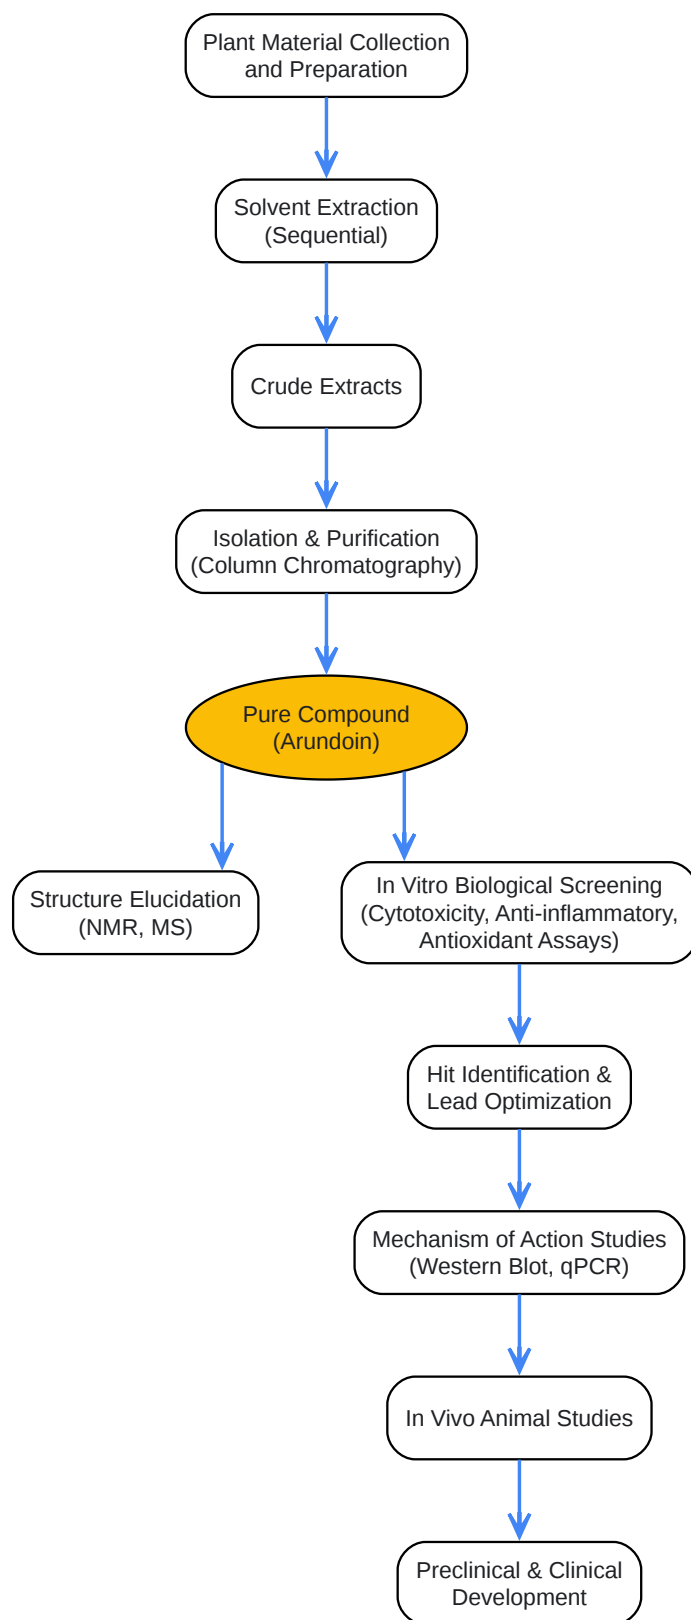 Plant Material Collection
and Preparation
Solvent Extraction
(Sequential)
Crude Extracts
Isolation & Purification
(Column Chromatography)
Pure Compound
(Arundoin)
Structure Elucidation
(NMR, MS)
In Vitro Biological Screening
(Cytotoxicity, Anti-inflammatory,
Antioxidant Assays)
Hit Identification &
Lead Optimization
Mechanism of Action Studies
(Western Blot, qPCR)
In Vivo Animal Studies
Preclinical & Clinical
Development